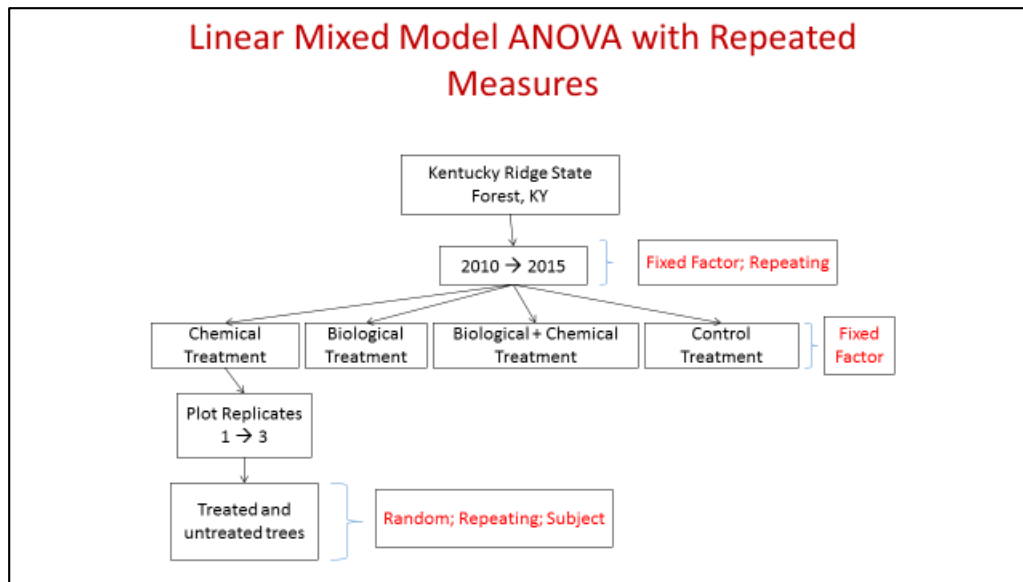 Linear Mixed Model ANOVA with Repeated
Measures
Kentucky Ridge State
Forest, KY
2010 → 2015
Fixed Factor; Repeating
Chemical
Treatment
Biological
Treatment
Biological + Chemical
Treatment
Control
Treatment
Fixed
Factor
Plot Replicates
1 → 3
Treated and
untreated trees
Random; Repeating; Subject